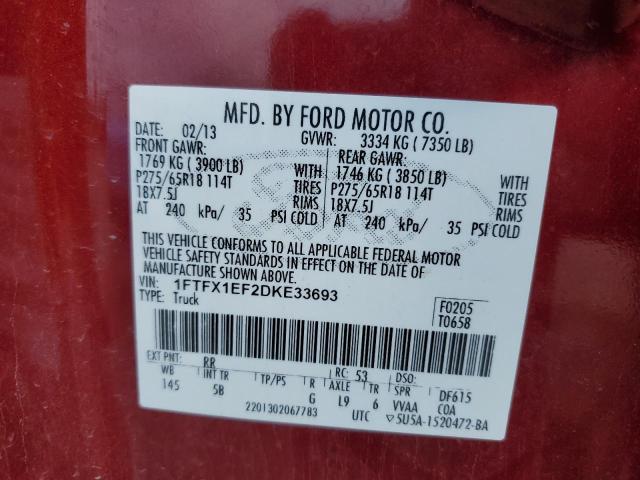 MFD. BY FORD MOTOR CO.
DATE: 02/13 GVWR: 3334 KG ( 7350 LB)
FRONT GAWR: REAR GAWR:
1769 KG ( 3900 LB) WITH 1746 KG ( 3850 LB) WITH
P275/65R18 114T TIRES P275/65R18 114T TIRES
18X7.5J RIMS 18X7.5J RIMS
AT 240 kPa/ 35 PSI COLD AT 240 kPa/ 35 PSI COLD
THIS VEHICLE CONFORMS TO ALL APPLICABLE FEDERAL MOTOR
VEHICLE SAFETY STANDARDS IN EFFECT ON THE DATE OF
MANUFACTURE SHOWN ABOVE.
VIN: 1FTFX1EF2DKE33693 F0205
TYPE: Truck T0658
EXT PNT: RR RC: 53 DSO:
WB INT TR TP/PS R AXLE TR SPR DF615
145 5B G L9 6 VVAA COA
2201302067783 UTC ▽5U5A-1520472-BA